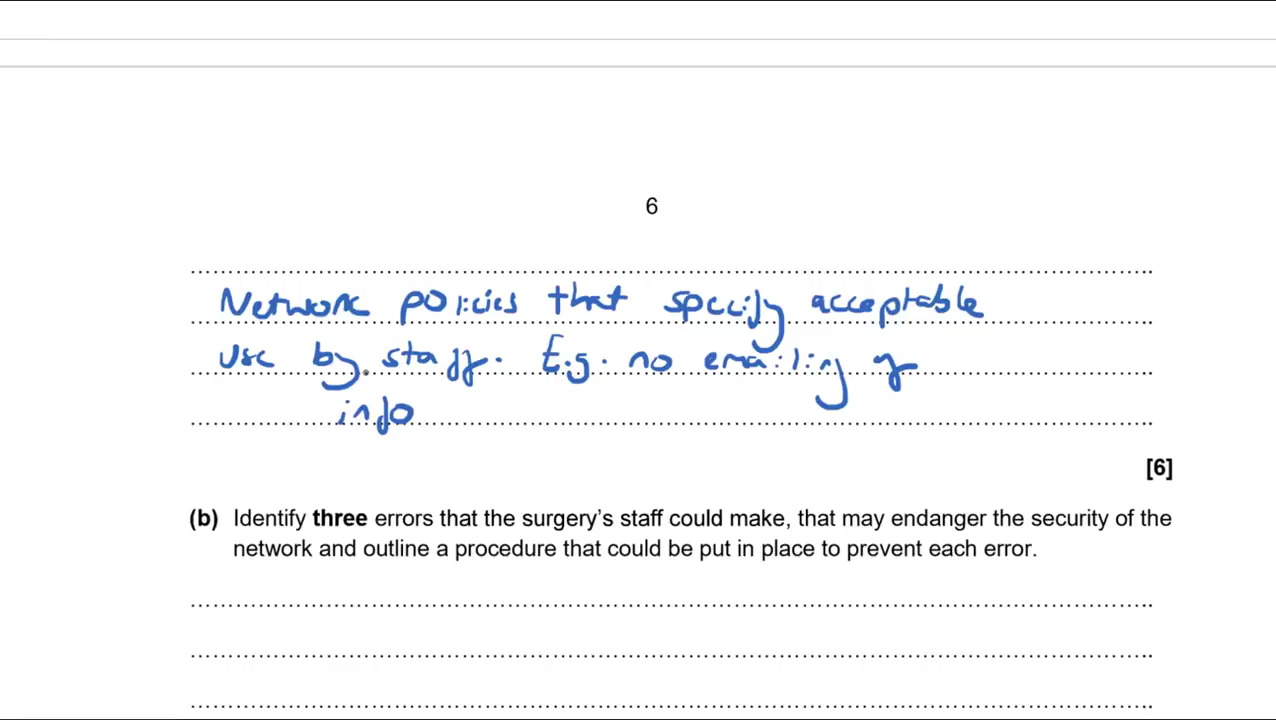 6
Network policies that specify acceptable
use by staff. E.g. no emailing of
info
[6]
(b) Identify three errors that the surgery's staff could make, that may endanger the security of the
network and outline a procedure that could be put in place to prevent each error.